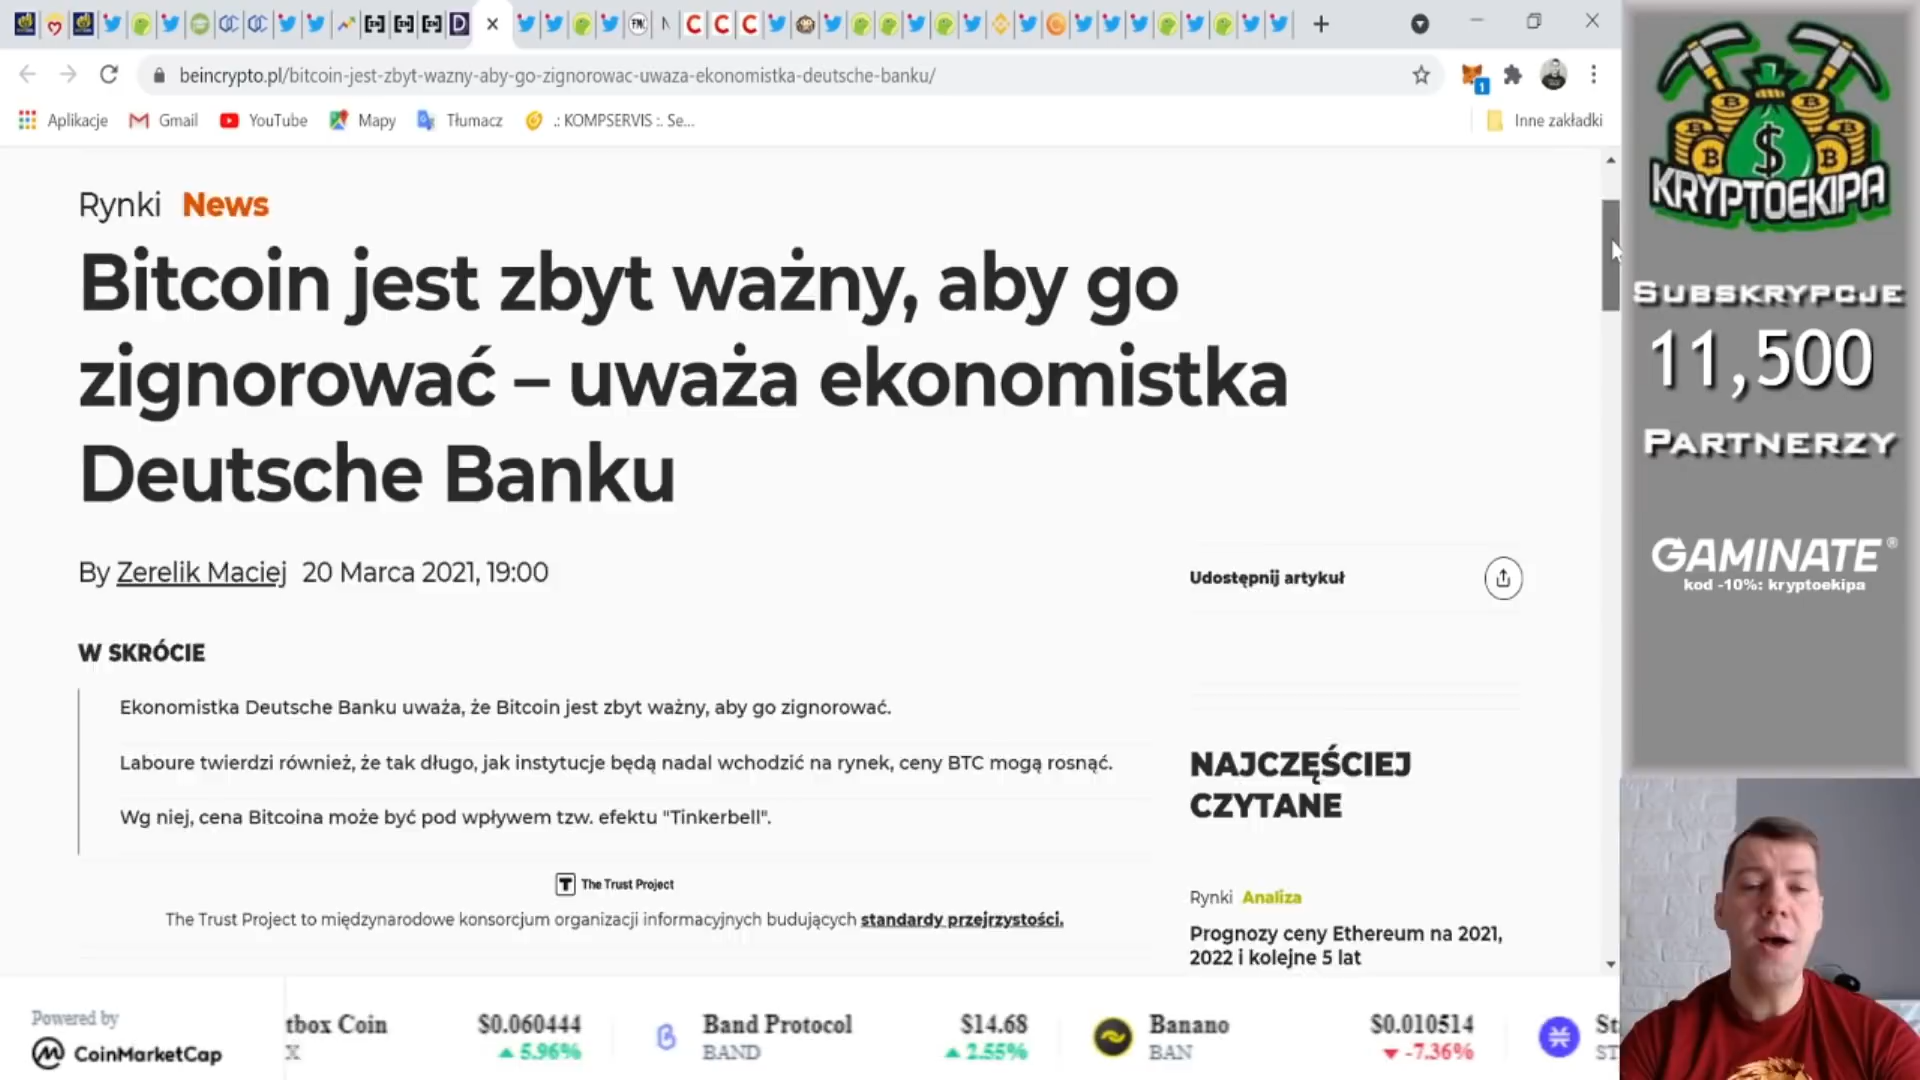 beincrypto.pl/bitcoin-jest-zbyt-wazny-aby-go-zignorowac-uwaza-ekonomistka-deutsche-banku/
1
Aplikacje Gmail YouTube Mapy Tłumacz .: KOMPSERVIS :. Se... Inne zakładki
Rynki News
Bitcoin jest zbyt ważny, aby go
zignorować – uważa ekonomistka
Deutsche Banku
By Zerelik Maciej 20 Marca 2021, 19:00
Udostępnij artykuł
W SKRÓCIE
Ekonomistka Deutsche Banku uważa, że Bitcoin jest zbyt ważny, aby go zignorować.
Laboure twierdzi również, że tak długo, jak instytucje będą nadal wchodzić na rynek, ceny BTC mogą rosnąć.
Wg niej, cena Bitcoina może być pod wpływem tzw. efektu "Tinkerbell".
T The Trust Project
The Trust Project to międzynarodowe konsorcjum organizacji informacyjnych budujących standardy przejrzystości.
NAJCZĘŚCIEJ
CZYTANE
Rynki Analiza
Prognozy ceny Ethereum na 2021,
2022 i kolejne 5 lat
KRYPTOEKIPA
SUBSKRYPCJE
11,500
PARTNERZY
GAMINATE®
kod -10%: kryptoekipa
Powered by
CoinMarketCap
tbox Coin $0.060444
X 5.96%
Band Protocol $14.68
BAND 2.55%
Banano $0.010514
BAN -7.36%
St
ST